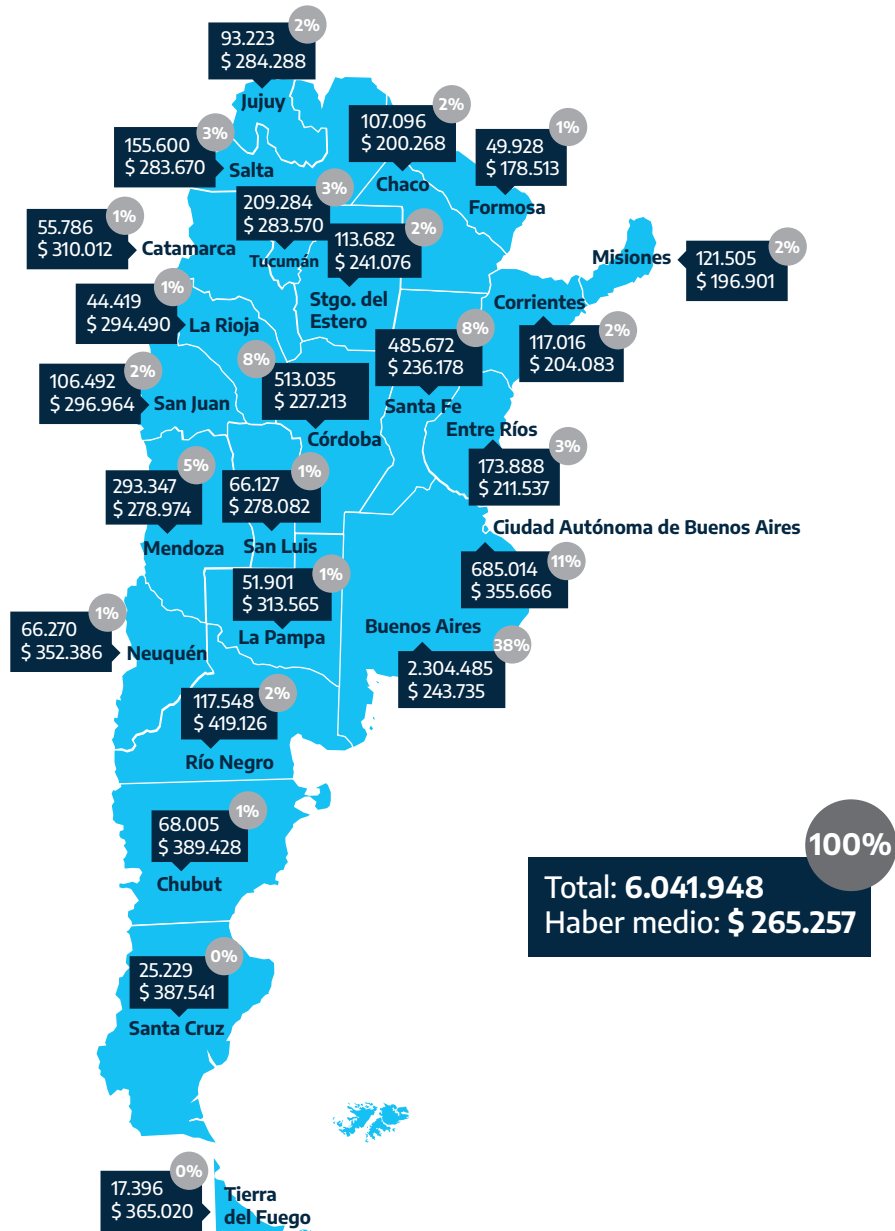 2%
93.223
$ 284.288
Jujuy
3%
155.600
$ 283.670
Salta
2%
107.096
$ 200.268
Chaco
1%
49.928
$ 178.513
Formosa
1%
55.786
$ 310.012
Catamarca
3%
209.284
$ 283.570
Tucumán
2%
113.682
$ 241.076
Stgo. del
Estero
Misiones
2%
121.505
$ 196.901
1%
44.419
$ 294.490
La Rioja
Corrientes
2%
117.016
$ 204.083
8%
485.672
$ 236.178
Santa Fe
2%
106.492
$ 296.964
San Juan
8%
513.035
$ 227.213
Córdoba
Entre Ríos
3%
173.888
$ 211.537
5%
293.347
$ 278.974
Mendoza
1%
66.127
$ 278.082
San Luis
Ciudad Autónoma de Buenos Aires
11%
685.014
$ 355.666
1%
51.901
$ 313.565
La Pampa
Buenos Aires
38%
2.304.485
$ 243.735
1%
66.270
$ 352.386
Neuquén
2%
117.548
$ 419.126
Río Negro
1%
68.005
$ 389.428
Chubut
100%
Total: 6.041.948
Haber medio: $ 265.257
0%
25.229
$ 387.541
Santa Cruz
0%
17.396
$ 365.020
Tierra
del Fuego